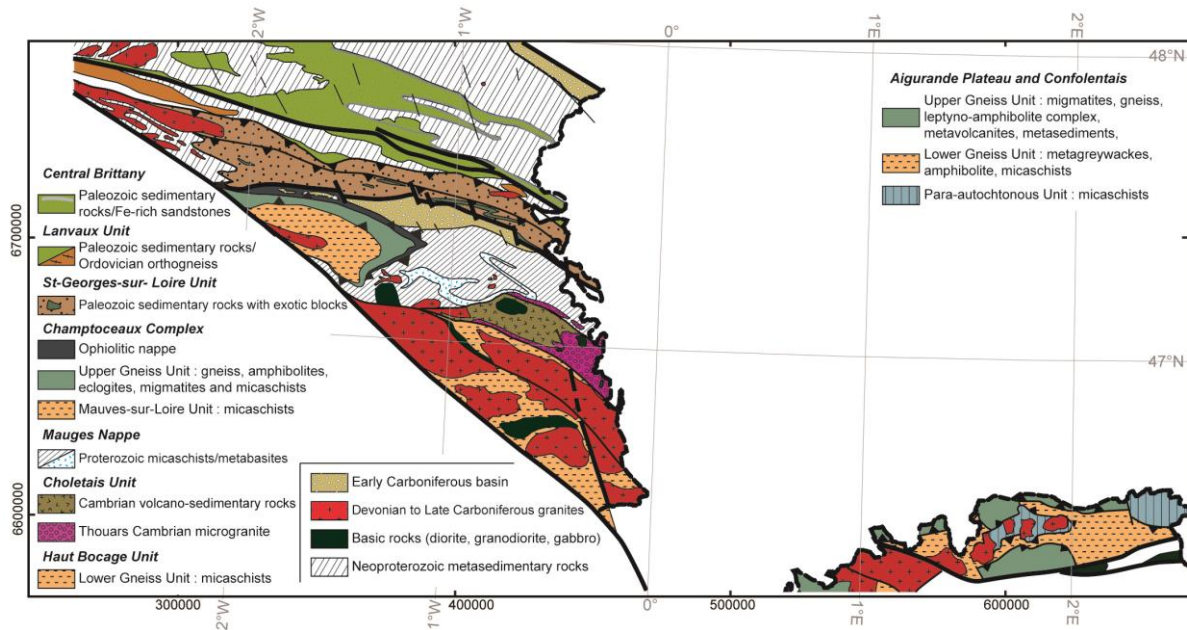 2°W
1°W
0°
1°E
2°E
48°N
47°N
6700000
6600000
Central Brittany
Paleozoic sedimentary
rocks/Fe-rich sandstones
Lanvaux Unit
Paleozoic sedimentary rocks/
Ordovician orthogneiss
St-Georges-sur- Loire Unit
Paleozoic sedimentary rocks with exotic blocks
Champtoceaux Complex
Ophiolitic nappe
Upper Gneiss Unit : gneiss, amphibolites,
eclogites, migmatites and micaschists
Mauves-sur-Loire Unit : micaschists
Mauges Nappe
Proterozoic micaschists/metabasites
Choletais Unit
Cambrian volcano-sedimentary rocks
Thouars Cambrian microgranite
Haut Bocage Unit
Lower Gneiss Unit : micaschists
Early Carboniferous basin
Devonian to Late Carboniferous granites
Basic rocks (diorite, granodiorite, gabbro)
Neoproterozoic metasedimentary rocks
Aigurande Plateau and Confolentais
Upper Gneiss Unit : migmatites, gneiss,
leptyno-amphibolite complex,
metavolcanites, metasediments,
Lower Gneiss Unit : metagreywackes,
amphibolite, micaschists
Para-autochtonous Unit : micaschists
300000
2°W
1°W
400000
0°
500000
1°E
600000
2°E